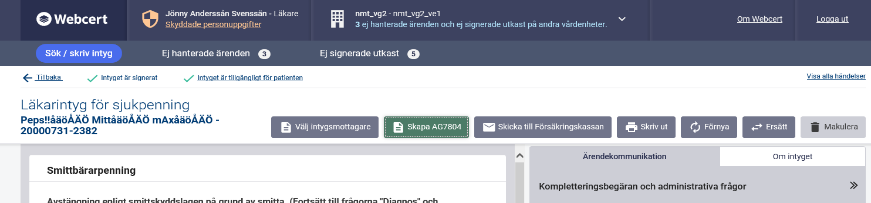 Webcert
Jönny Anderssän Svenssän - Läkare
Skyddade personuppgifter
nmt_vg2 - nmt_vg2_ve1
3 ej hanterade ärenden och ej signerade utkast på andra vårdenheter.
Om Webcert
Logga ut
Sök / skriv intyg
Ej hanterade ärenden 3
Ej signerade utkast 5
Tillbaka
Intyget är signerat
Intyget är tillgängligt för patienten
Visa alla händelser
Läkarintyg för sjukpenning
Peps!!åäöÅÄÖ MittåäöÅÄÖ mAxåäöÅÄÖ -
20000731-2382
Välj intygsmottagare
Skapa AG7804
Skicka till Försäkringskassan
Skriv ut
Förnya
Ersätt
Makulera
Smittbärarpenning
Avstängning enligt smittskyddslagen på grund av smitta. (Fortsätt till frågorna "Diagnos" och
Ärendekommunikation
Om intyget
Kompletteringsbegäran och administrativa frågor